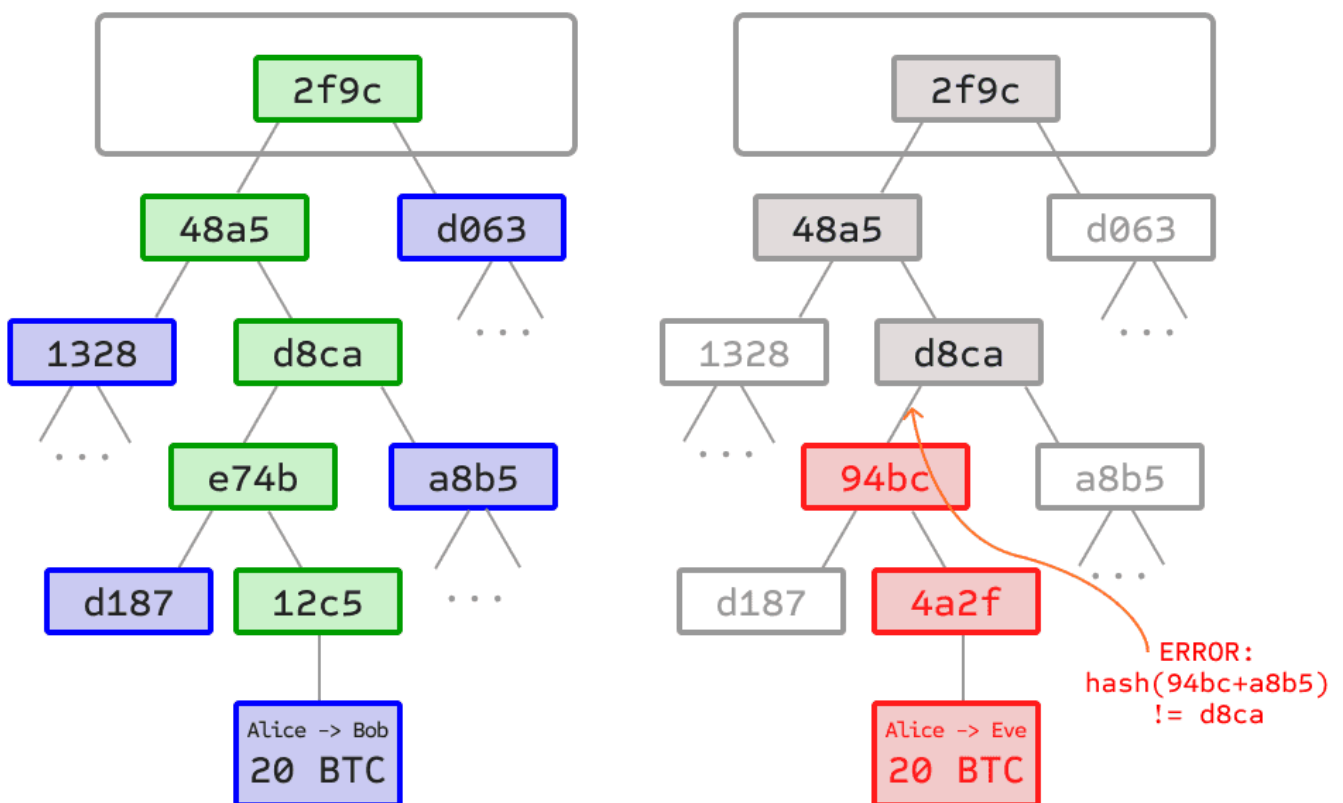 2f9c
48a5
d063
1328
d8ca
...
...
e74b
a8b5
d187
12c5
...
Alice -> Bob
20 BTC
2f9c
48a5
d063
1328
d8ca
...
...
94bc
a8b5
d187
4a2f
...
ERROR:
hash(94bc+a8b5)
!= d8ca
Alice -> Eve
20 BTC